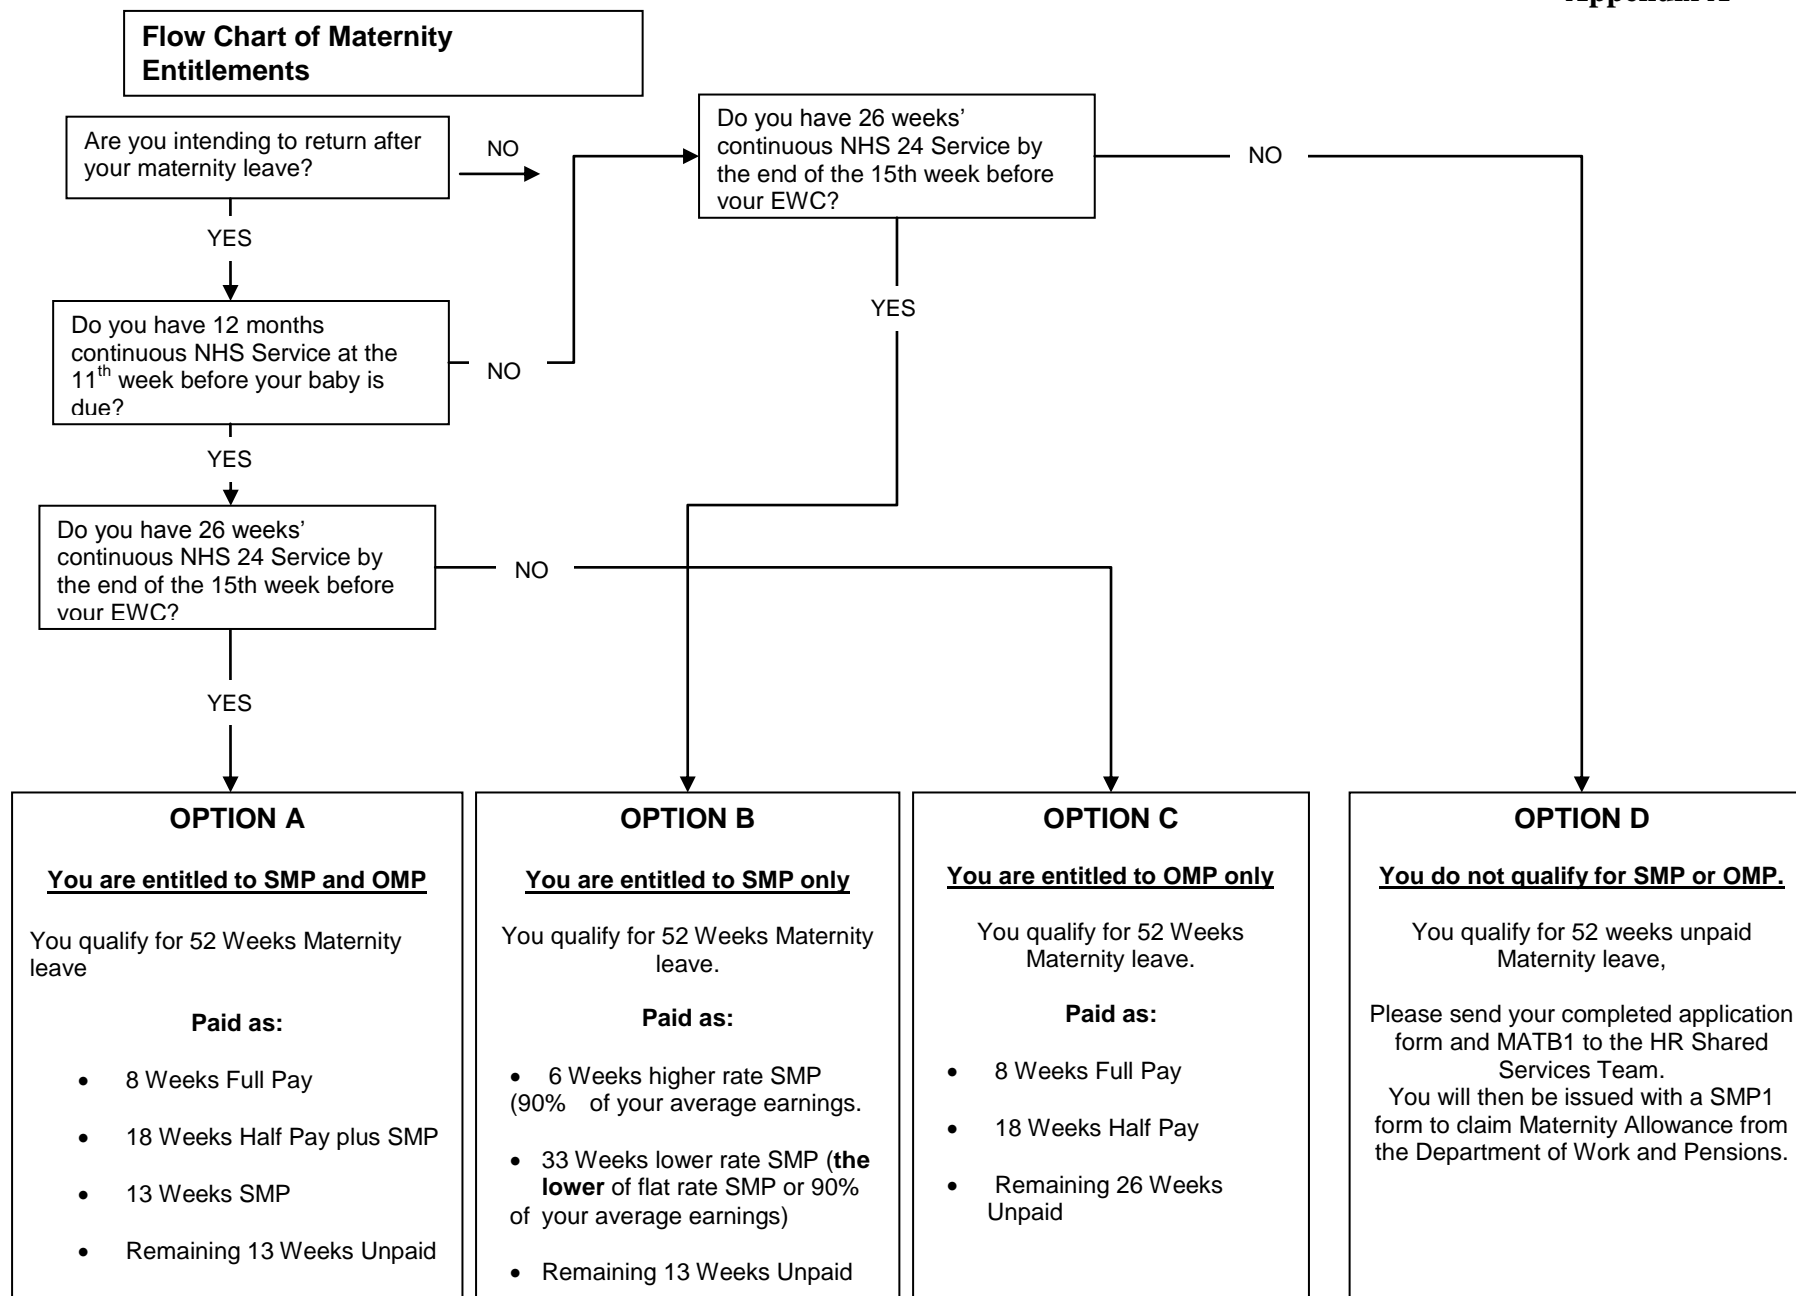 Flow Chart of Maternity
Entitlements
Are you intending to return after
your maternity leave?
NO
YES
Do you have 26 weeks’
continuous NHS 24 Service by
the end of the 15th week before
your EWC?
NO
YES
Do you have 12 months
continuous NHS Service at the
11th week before your baby is
due?
NO
YES
Do you have 26 weeks’
continuous NHS 24 Service by
the end of the 15th week before
your EWC?
NO
YES
OPTION A
You are entitled to SMP and OMP
You qualify for 52 Weeks Maternity
leave
Paid as:
• 8 Weeks Full Pay
• 18 Weeks Half Pay plus SMP
• 13 Weeks SMP
• Remaining 13 Weeks Unpaid
OPTION B
You are entitled to SMP only
You qualify for 52 Weeks Maternity
leave.
Paid as:
• 6 Weeks higher rate SMP
(90% of your average earnings.
• 33 Weeks lower rate SMP (the
lower of flat rate SMP or 90%
of your average earnings)
• Remaining 13 Weeks Unpaid
OPTION C
You are entitled to OMP only
You qualify for 52 Weeks
Maternity leave.
Paid as:
• 8 Weeks Full Pay
• 18 Weeks Half Pay
• Remaining 26 Weeks
Unpaid
OPTION D
You do not qualify for SMP or OMP.
You qualify for 52 weeks unpaid
Maternity leave,
Please send your completed application
form and MATB1 to the HR Shared
Services Team.
You will then be issued with a SMP1
form to claim Maternity Allowance from
the Department of Work and Pensions.